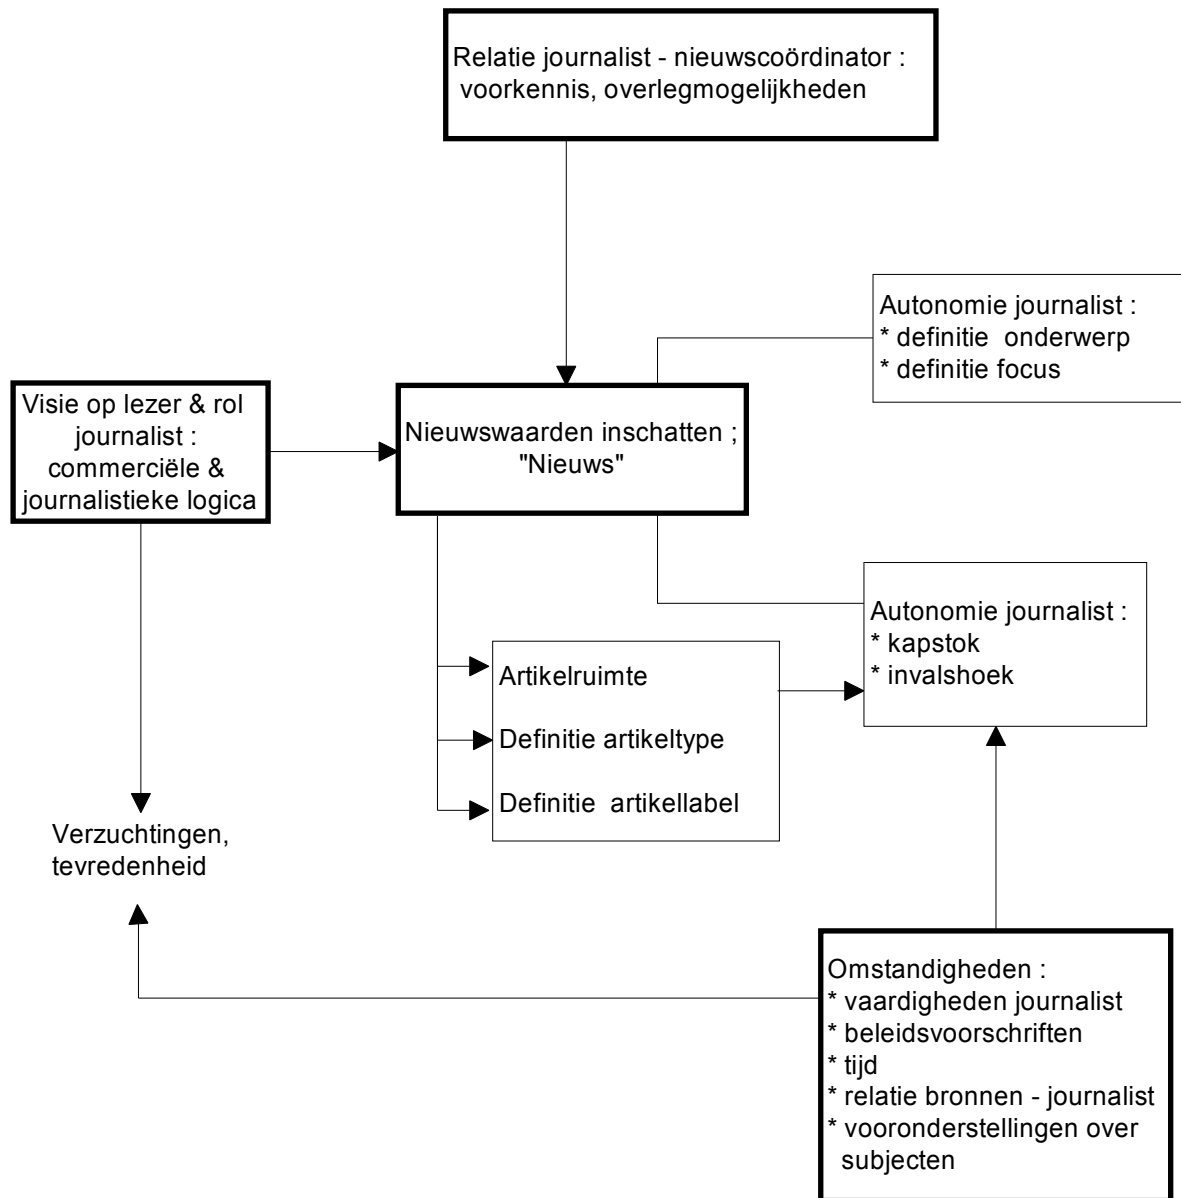 Relatie journalist - nieuwscoördinator :
voorkennis, overlegmogelijkheden
Autonomie journalist :
* definitie onderwerp
* definitie focus
Visie op lezer & rol
journalist :
commerciële &
journalistieke logica
Nieuwswaarden inschatten ;
"Nieuws"
Autonomie journalist :
* kapstok
* invalshoek
Artikelruimte
Definitie artikeltype
Definitie artikellabel
Verzuchtingen,
tevredenheid
Omstandigheden :
* vaardigheden journalist
* beleidsvoorschriften
* tijd
* relatie bronnen - journalist
* vooronderstellingen over
subjecten